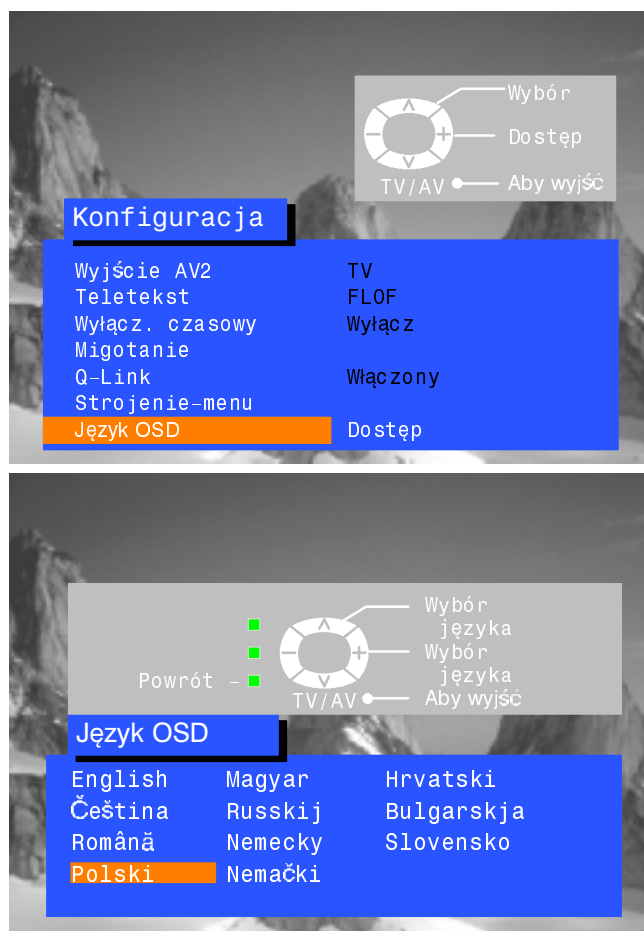 Wybór
Dostęp
TV/AV Aby wyjść
Konfiguracja
Wyjście AV2 TV
Teletekst FLOF
Wyłącz. czasowy Wyłącz
Migotanie
Q-Link Włączony
Strojenie-menu
Język OSD Dostęp
Wybór
języka
Wybór
języka
Powrót -
TV/AV Aby wyjść
Język OSD
English Magyar Hrvatski
Čeština Russkij Bulgarskja
Română Nemecky Slovensko
Polski Nemački